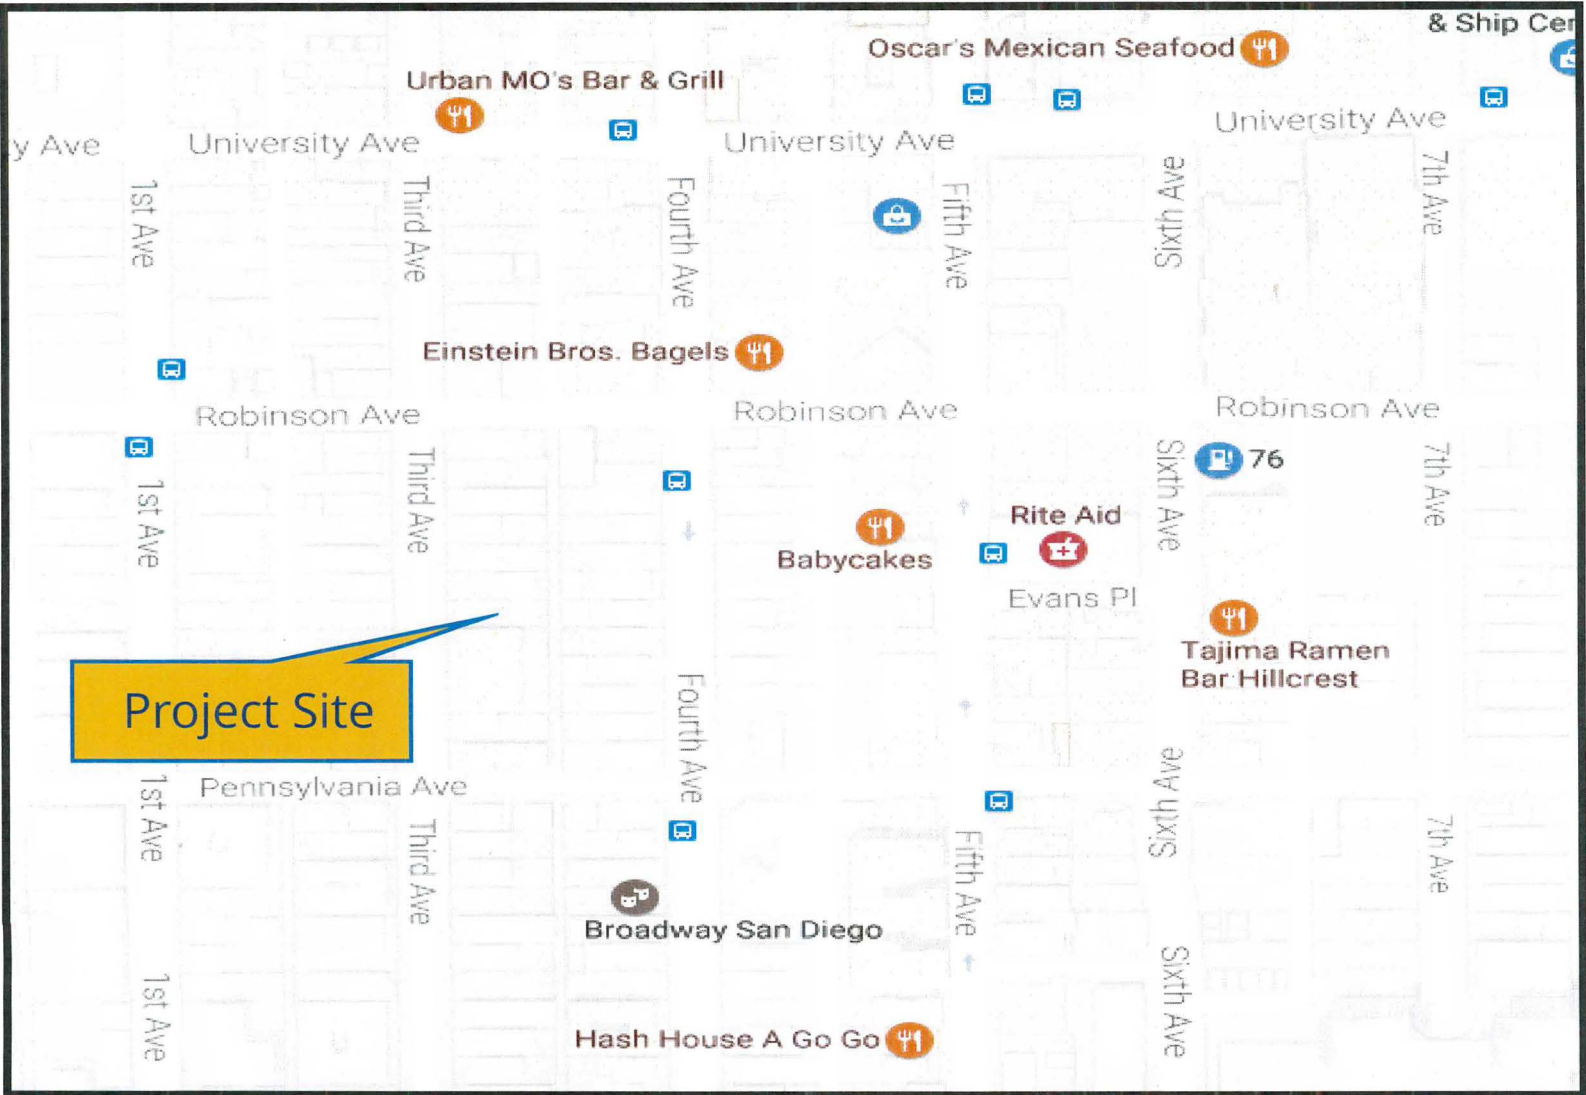 & Ship Cen
Oscar's Mexican Seafood
Urban MO's Bar & Grill
y Ave
University Ave
University Ave
University Ave
1st Ave
Third Ave
Fourth Ave
Fifth Ave
Sixth Ave
7th Ave
Einstein Bros. Bagels
Robinson Ave
Robinson Ave
Robinson Ave
1st Ave
Third Ave
Sixth Ave
76
7th Ave
Rite Aid
Babycakes
Evans Pl
Tajima Ramen
Bar Hillcrest
Project Site
Fourth Ave
Pennsylvania Ave
1st Ave
Third Ave
Sixth Ave
7th Ave
Fifth Ave
Broadway San Diego
1st Ave
Sixth Ave
Hash House A Go Go